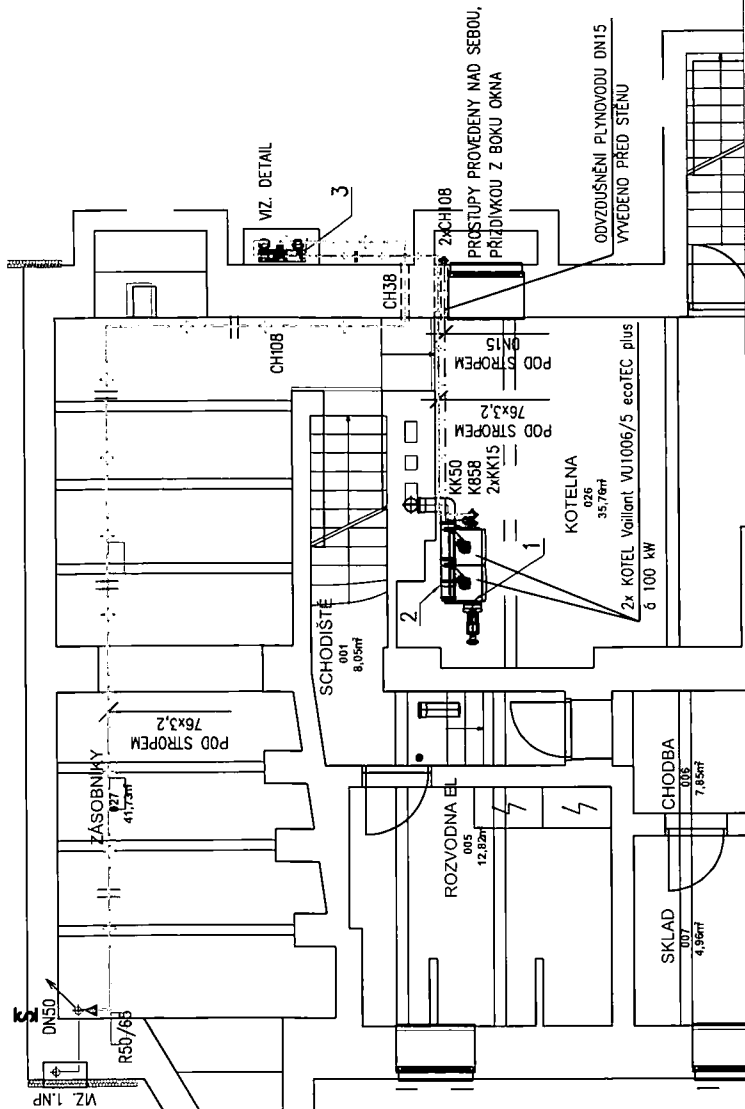 VIZ. DETAIL
3
2xCH108
PROSTUPY PROVEDENY NAD SEBOU,
PŘIZDÍVKOU Z BOKU OKNA
ODVZOUŠNĚNÍ PLYNOVODU DN15
VYVEDENO PŘED STĚNU
CH38
CH108
POD STROPEM
DN15
POD STROPEM
76x3,2
KK50
K858
2xKK15
KOTELNA
026
35,76m²
2x KOTEL Vaillant VU1006/5 ecoTEC plus
ó 100 kW
1
2
SCHODIŠTĚ
001
8,05m²
POD STROPEM
76x3,2
ZÁSOBNÍKY
027
41,73m²
ROZVODNA EL
005
12,82m²
CHODBA
006
7,85m²
SKLAD
007
4,96m²
DN50
R50/65
VIZ. 1.NP